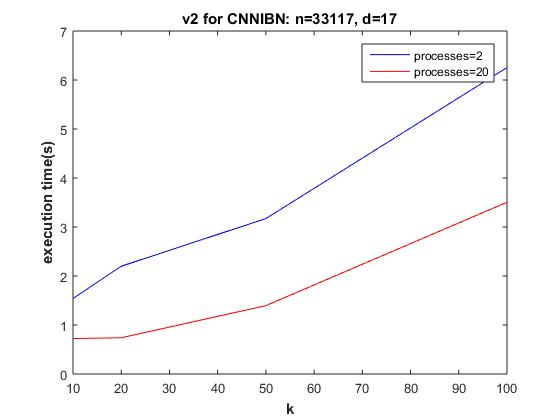 v2 for CNNIBN: n=33117, d=17
7
6
5
4
3
2
1
0
execution time(s)
processes=2
processes=20
10 20 30 40 50 60 70 80 90 100
k